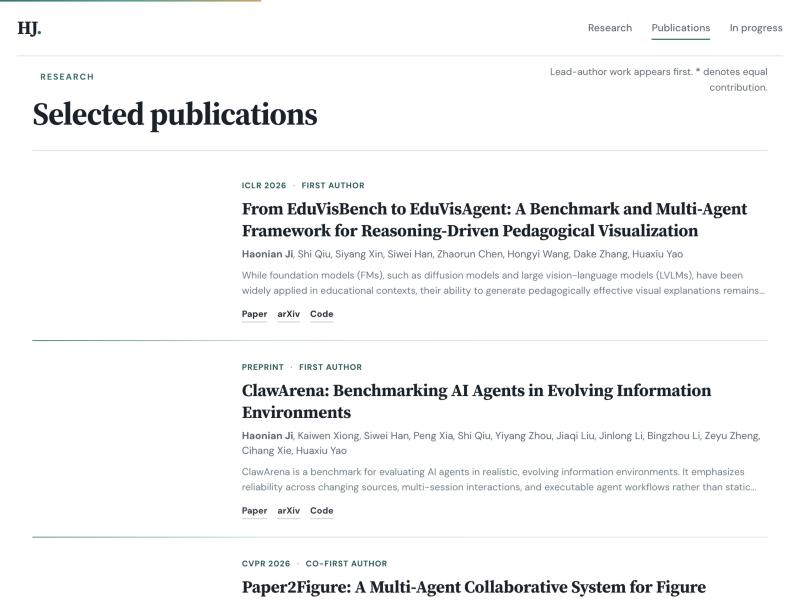 HJ.
Research Publications In progress
RESEARCH
Lead-author work appears first. * denotes equal
contribution.
Selected publications
ICLR 2026 · FIRST AUTHOR
From EduVisBench to EduVisAgent: A Benchmark and Multi-Agent
Framework for Reasoning-Driven Pedagogical Visualization
Haonian Ji, Shi Qiu, Siyang Xin, Siwei Han, Zhaorun Chen, Hongyi Wang, Dake Zhang, Huaxiu Yao
While foundation models (FMs), such as diffusion models and large vision-language models (LVLMs), have been
widely applied in educational contexts, their ability to generate pedagogically effective visual explanations remains…
Paper arXiv Code
PREPRINT · FIRST AUTHOR
ClawArena: Benchmarking AI Agents in Evolving Information
Environments
Haonian Ji, Kaiwen Xiong, Siwei Han, Peng Xia, Shi Qiu, Yiyang Zhou, Jiaqi Liu, Jinlong Li, Bingzhou Li, Zeyu Zheng,
Cihang Xie, Huaxiu Yao
ClawArena is a benchmark for evaluating AI agents in realistic, evolving information environments. It emphasizes
reliability across changing sources, multi-session interactions, and executable agent workflows rather than static…
Paper arXiv Code
CVPR 2026 · CO-FIRST AUTHOR
Paper2Figure: A Multi-Agent Collaborative System for Figure